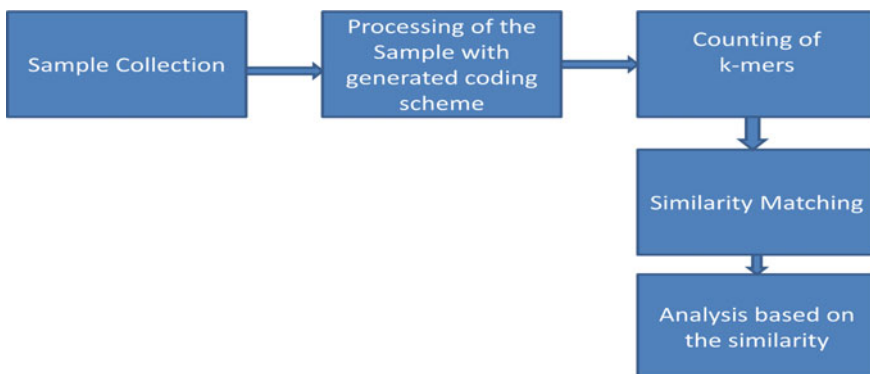 Sample Collection
Processing of the
Sample with
generated coding
scheme
Counting of
k-mers
Similarity Matching
Analysis based on
the similarity